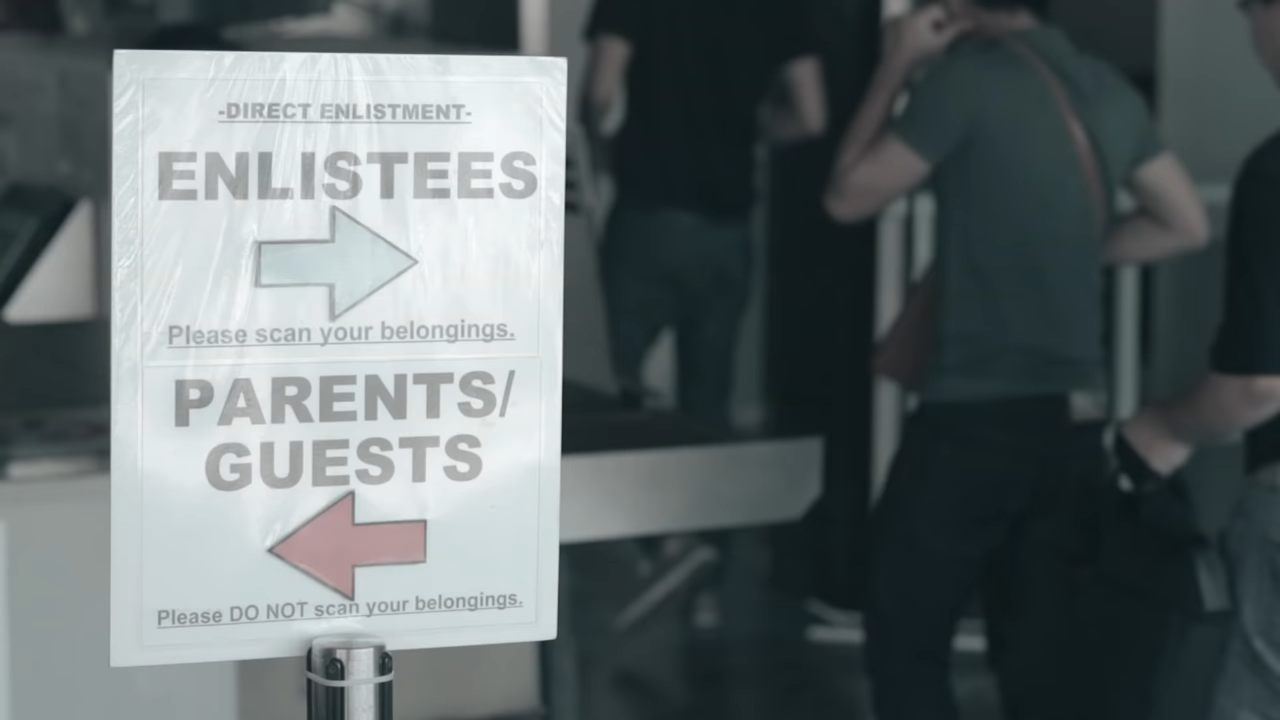 -DIRECT ENLISTMENT-
ENLISTEES
Please scan your belongings.
PARENTS/
GUESTS
Please DO NOT scan your belongings.